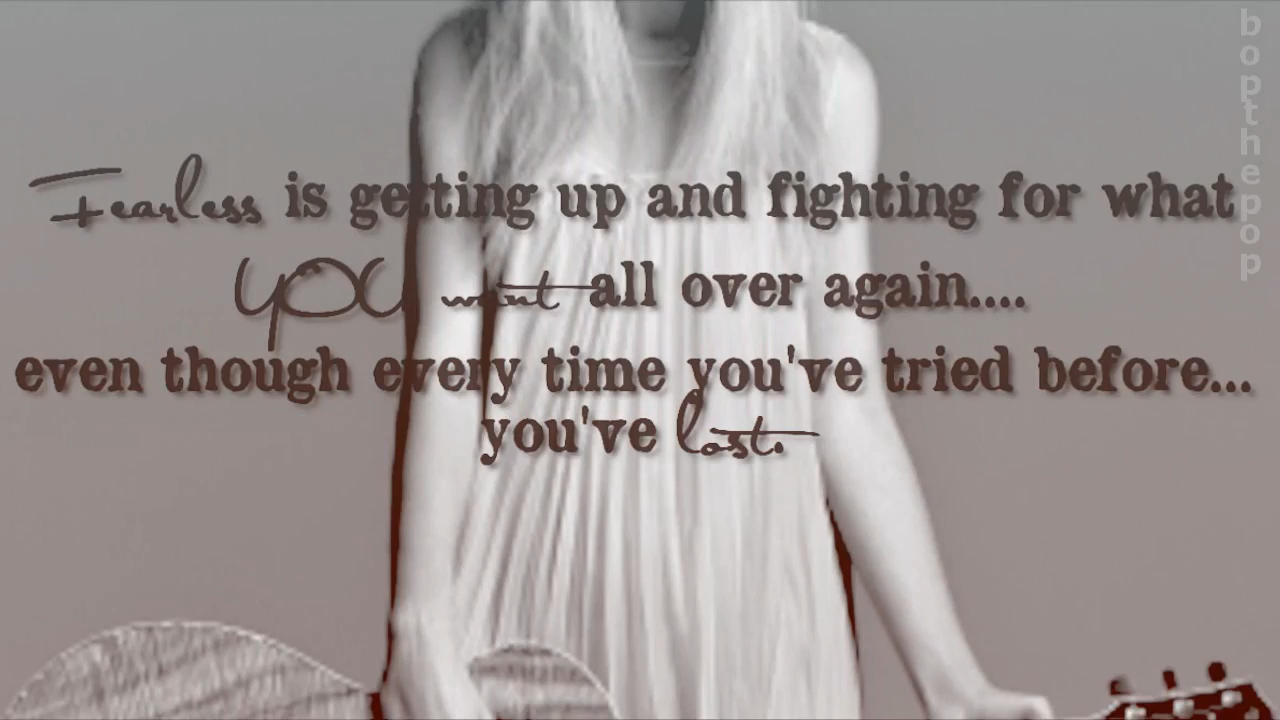 Fearless is getting up and fighting for what
you want all over again....
even though every time you've tried before...
you've lost.
bopthepop